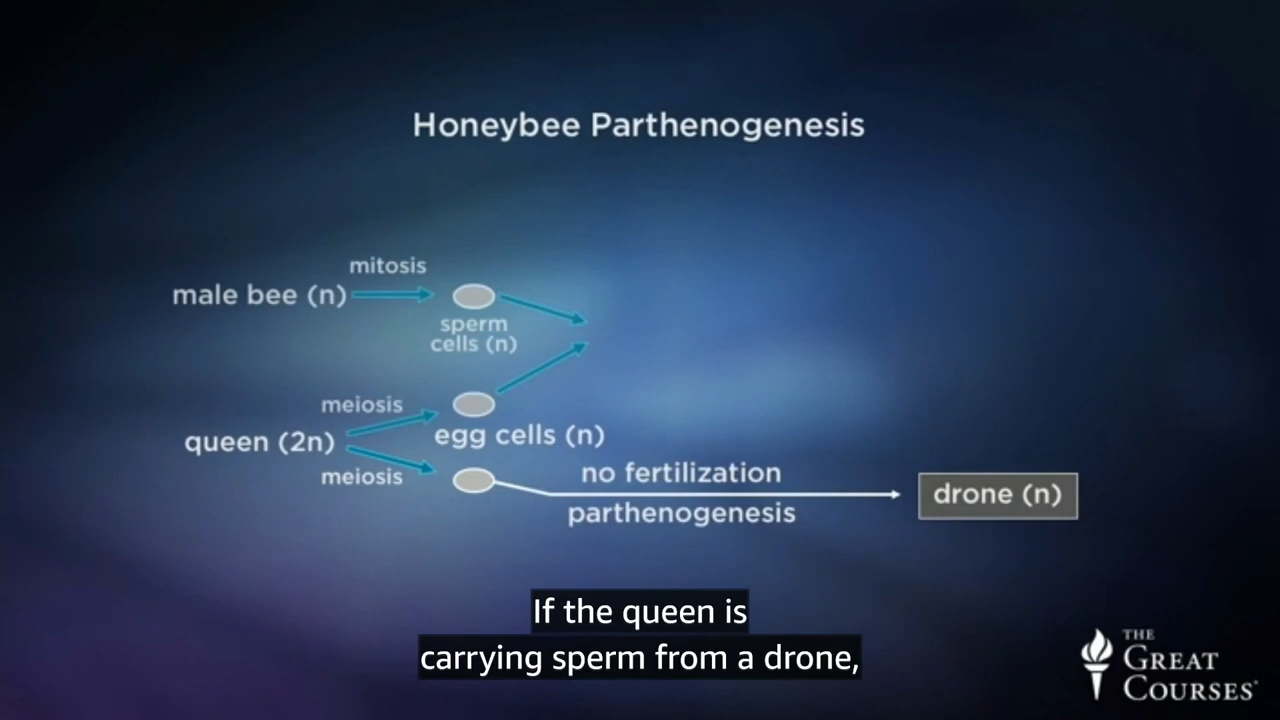 Honeybee Parthenogenesis
mitosis
male bee (n)
sperm
cells (n)
meiosis
queen (2n)
egg cells (n)
meiosis
no fertilization
parthenogenesis
drone (n)
If the queen is
carrying sperm from a drone,
THE
GREAT
COURSES